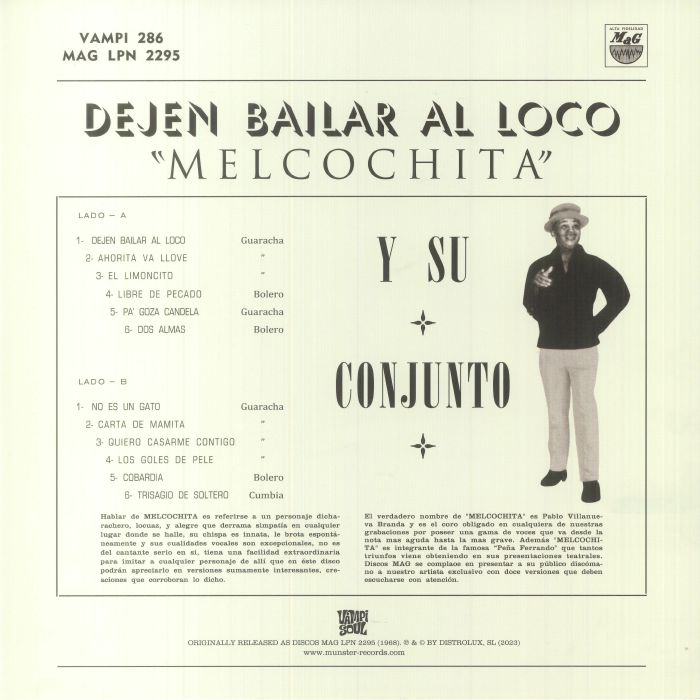 VAMPI 286
MAG LPN 2295
ALTA FIDELIDAD
MaG
DEJEN BAILAR AL LOCO
"MELCOCHITA"
LADO - A
1- DEJEN BAILAR AL LOCO Guaracha
2- AHORITA VA LLOVE "
3- EL LIMONCITO "
4- LIBRE DE PECADO Bolero
5- PA' GOZA CANDELA Guaracha
6- DOS ALMAS Bolero
LADO - B
1- NO ES UN GATO Guaracha
2- CARTA DE MAMITA "
3- QUIERO CASARME CONTIGO "
4- LOS GOLES DE PELE "
5- COBARDIA Bolero
6- TRISAGIO DE SOLTERO Cumbia
Y SU
CONJUNTO
Hablar de MELCOCHITA es referirse a un personaje dicha-
rachero, locuaz, y alegre que derrama simpatía en cualquier
lugar donde se halle, su chispa es innata, le brota espontá-
neamente y sus cualidades vocales son excepcionales, no es
del cantante serio en si, tiene una facilidad extraordinaria
para imitar a cualquier personaje de allí que en éste disco
podrán apreciarlo en versiones sumamente interesantes, cre-
aciones que corroboran lo dicho.
El verdadero nombre de "MELCOCHITA" es Pablo Villanue-
va Branda y es el coro obligado en cualquiera de nuestras
grabaciones por poseer una gama de voces que va desde la
nota mas aguda hasta la mas grave. Además "MELCOCHI-
TA" es integrante de la famosa "Peña Ferrando" que tantos
triunfos viene obteniendo en sus presentaciones teatrales.
Discos MAG se complace en presentar a su público discóma-
no a nuestro artista exclusivo con doce versiones que deben
escucharse con atención.
VAMPI
SOUL
ORIGINALLY RELEASED AS DISCOS MAG LPN 2295 (1968). ℗ & © BY DISTROLUX, SL (2023)
www.munster-records.com